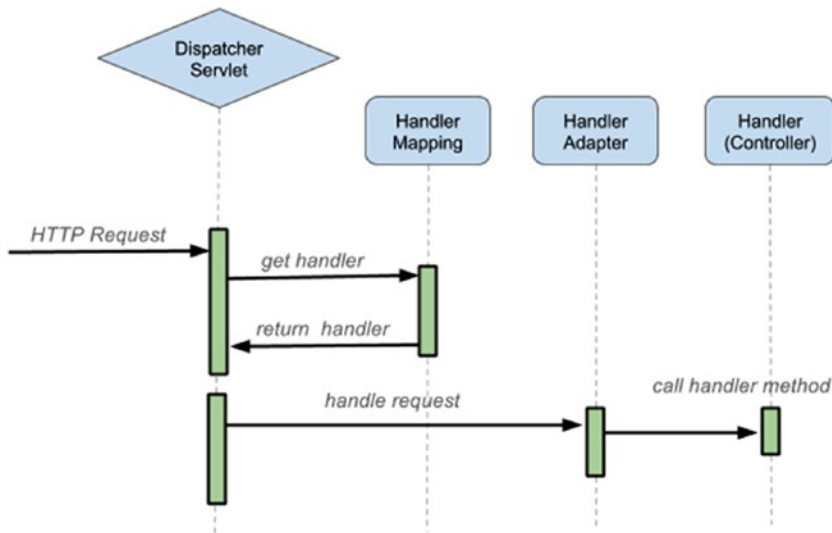 Dispatcher
Servlet
Handler
Mapping
Handler
Adapter
Handler
(Controller)
HTTP Request
get handler
return handler
handle request
call handler method